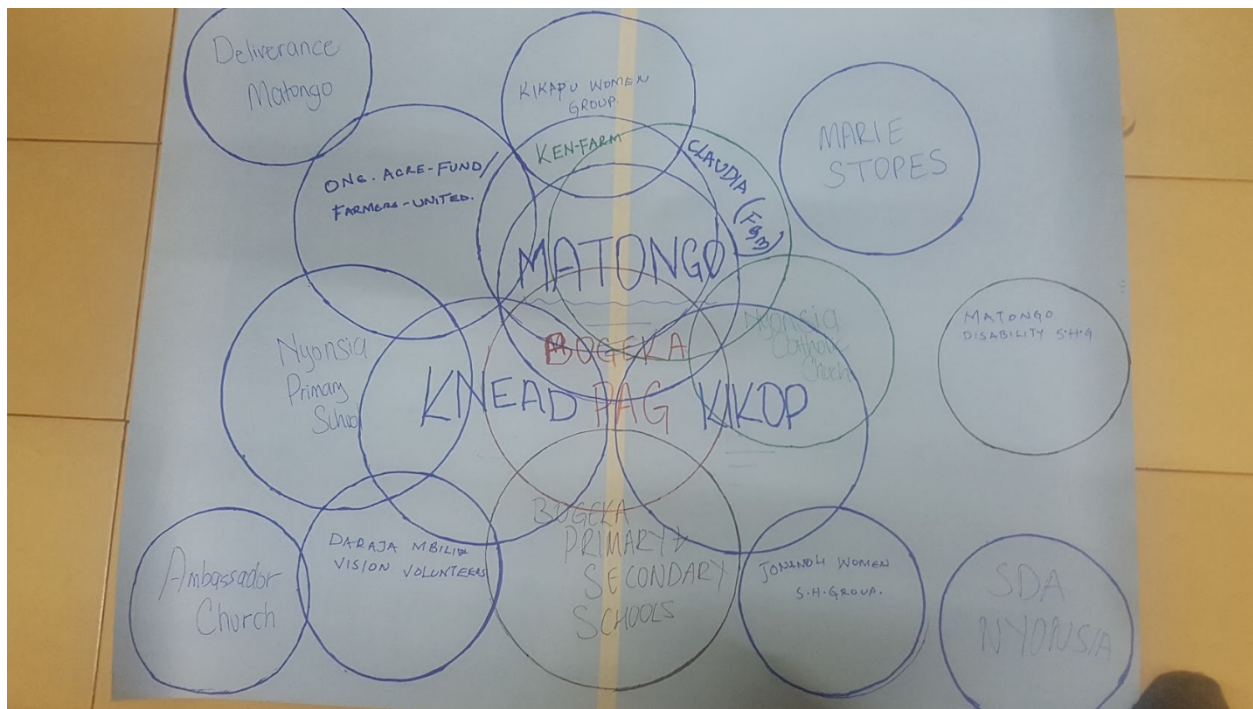 Deliverance
Matongo
KIKAPU WOMEN
GROUP.
KEN-FARM
CLAUDIA (FGM)
MARIE
STOPES
ONE. ACRE-FUND/
FARMERS-UNITED.
MATONGO
MATONGO
DISABILITY S.H.G
Nyonsia
Primary
School
BOGEKA
PAG
Nyonsia
Catholic
Church
KNEAD
KIKOP
BOGEKA
PRIMARY &
SECONDARY
SCHOOLS
DARAJA MBILI
VISION VOLUNTEERS
Ambassador
Church
WOMEN
S.H.GROUP.
SDA
NYONSIA